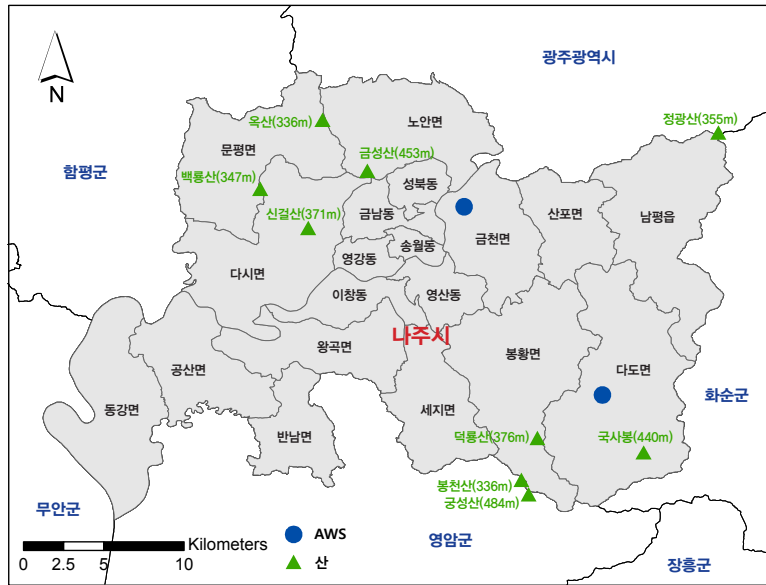 광주광역시
N
정광산(355m)
옥산(336m)
노안면
문평면
금성산(453m)
함평군
백룡산(347m)
성북동
신걸산(371m)
금남동
산포면
남평읍
금천면
영강동
송월동
다시면
이창동
영산동
나주시
왕곡면
봉황면
공산면
다도면
화순군
동강면
반남면
세지면
덕룡산(376m)
국사봉(440m)
봉천산(336m)
궁성산(484m)
무안군
영암군
장흥군
AWS
산
Kilometers
0 2.5 5 10